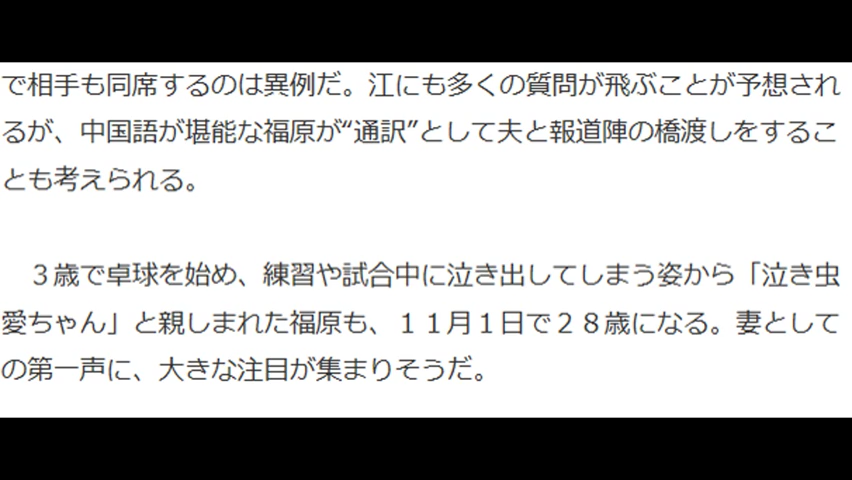 で相手も同席するのは異例だ。江にも多くの質問が飛ぶことが予想され
るが、中国語が堪能な福原が“通訳”として夫と報道陣の橋渡しをするこ
とも考えられる。
　３歳で卓球を始め、練習や試合中に泣き出してしまう姿から「泣き虫
愛ちゃん」と親しまれた福原も、１１月１日で２８歳になる。妻として
の第一声に、大きな注目が集まりそうだ。